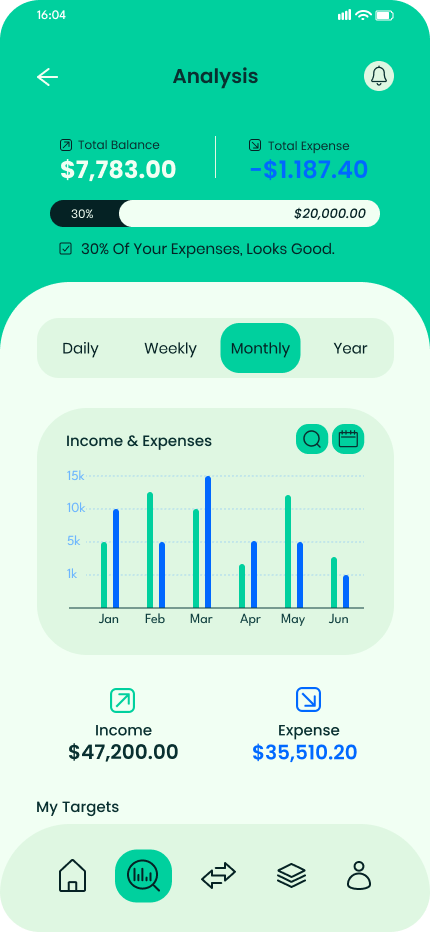 16:04
Analysis
Total Balance
Total Expense
$7,783.00
-$1.187.40
30%
$20,000.00
30% Of Your Expenses, Looks Good.
Daily Weekly Monthly Year
Income & Expenses
15k
10k
5k
1k
Jan Feb Mar Apr May Jun
Income
Expense
$47,200.00
$35,510.20
My Targets